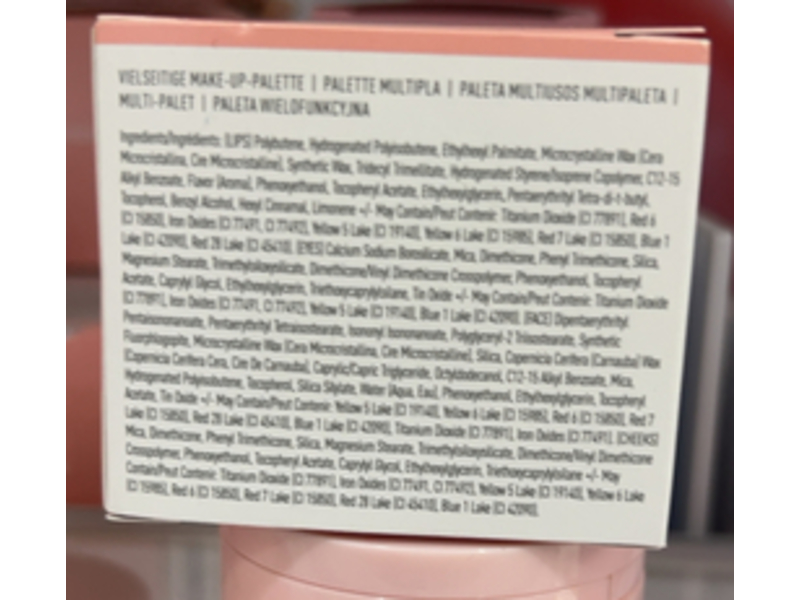 VIELSEITIGE MAKE-UP-PALETTE | PALETTE MULTIPLA | PALETA MULTIUSOS MULTIPALETA |
MULTI-PALET | PALETA WIELOFUNKCYJNA
Ingredients/Ingrédients: (LIPS) Polybutene, Hydrogenated Polyisobutene, Ethylhexyl Palmitate, Microcrystalline Wax (Cera
Microcristallina, Cire Microcristalline), Synthetic Wax, Tridecyl Trimellitate, Hydrogenated Styrene/Isoprene Copolymer, C12-15
Alkyl Benzoate, Flavor (Aroma), Phenoxyethanol, Tocopheryl Acetate, Ethylhexylglycerin, Pentaerythrityl Tetra-di-t-butyl,
Tocopherol, Benzyl Alcohol, Hexyl Cinnamal, Limonene +/- May Contain/Peut Contenir: Titanium Dioxide (CI 77891), Red 6
(CI 15850), Iron Oxides (CI 77491, CI 77492), Yellow 5 Lake (CI 19140), Yellow 6 Lake (CI 15985), Red 7 Lake (CI 15850), Blue 1
Lake (CI 42090), Red 28 Lake (CI 45410). (EYES) Calcium Sodium Borosilicate, Mica, Dimethicone, Phenyl Trimethicone, Silica,
Magnesium Stearate, Trimethylsiloxysilicate, Dimethicone/Vinyl Dimethicone Crosspolymer, Phenoxyethanol, Tocopheryl
Acetate, Caprylyl Glycol, Ethylhexylglycerin, Triethoxycaprylylsilane, Tin Oxide +/- May Contain/Peut Contenir: Titanium Dioxide
(CI 77891), Iron Oxides (CI 77491, CI 77492), Yellow 5 Lake (CI 19140), Blue 1 Lake (CI 42090). (FACE) Dipentaerythrityl
Pentaisononanoate, Pentaerythrityl Tetraisostearate, Isononyl Isononanoate, Polyglyceryl-2 Triisostearate, Synthetic
Fluorphlogopite, Microcrystalline Wax (Cera Microcristallina, Cire Microcristalline), Silica, Copernicia Cerifera (Carnauba) Wax
(Copernicia Cerifera Cera, Cire De Carnauba), Caprylic/Capric Triglyceride, Octyldodecanol, C12-15 Alkyl Benzoate, Mica,
Hydrogenated Polyisobutene, Tocopherol, Silica Silylate, Water (Aqua, Eau), Phenoxyethanol, Ethylhexylglycerin, Tocopheryl
Acetate, Tin Oxide +/- May Contain/Peut Contenir: Yellow 5 Lake (CI 19140), Yellow 6 Lake (CI 15985), Red 6 (CI 15850), Red 7
Lake (CI 15850), Red 28 Lake (CI 45410), Blue 1 Lake (CI 42090), Titanium Dioxide (CI 77891), Iron Oxides (CI 77491). (CHEEKS)
Mica, Dimethicone, Phenyl Trimethicone, Silica, Magnesium Stearate, Trimethylsiloxysilicate, Dimethicone/Vinyl Dimethicone
Crosspolymer, Phenoxyethanol, Tocopheryl Acetate, Caprylyl Glycol, Ethylhexylglycerin, Triethoxycaprylylsilane +/- May
Contain/Peut Contenir: Titanium Dioxide (CI 77891), Iron Oxides (CI 77491, CI 77492), Yellow 5 Lake (CI 19140), Yellow 6 Lake
(CI 15985), Red 6 (CI 15850), Red 7 Lake (CI 15850), Red 28 Lake (CI 45410), Blue 1 Lake (CI 42090).